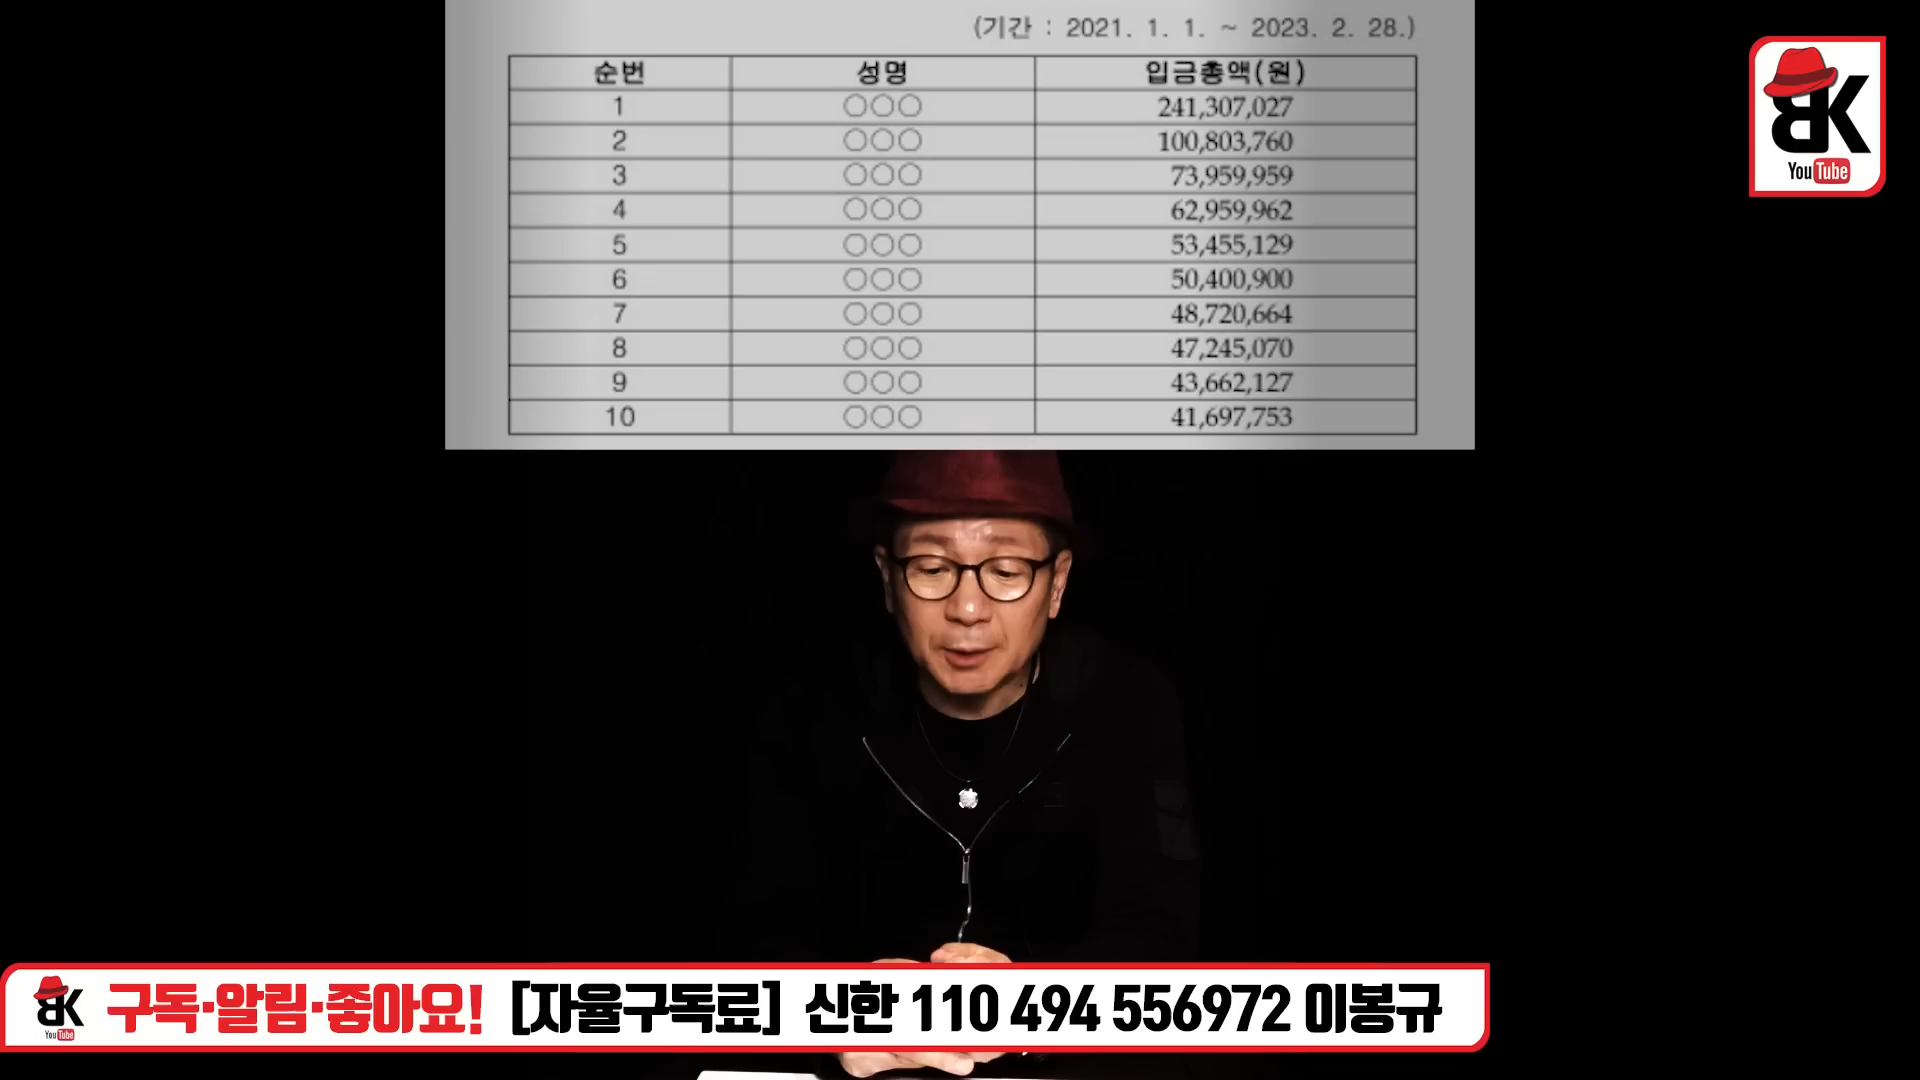 (기간 : 2021. 1. 1. ~ 2023. 2. 28.)
순번 성명 입금총액(원)
1 ○○○ 241,307,027
2 ○○○ 100,803,760
3 ○○○ 73,959,959
4 ○○○ 62,959,962
5 ○○○ 53,455,129
6 ○○○ 50,400,900
7 ○○○ 48,720,664
8 ○○○ 47,245,070
9 ○○○ 43,662,127
10 ○○○ 41,697,753
BK
YouTube
BK
YouTube
구독·알림·좋아요! [자율구독료] 신한 110 494 556972 이봉규